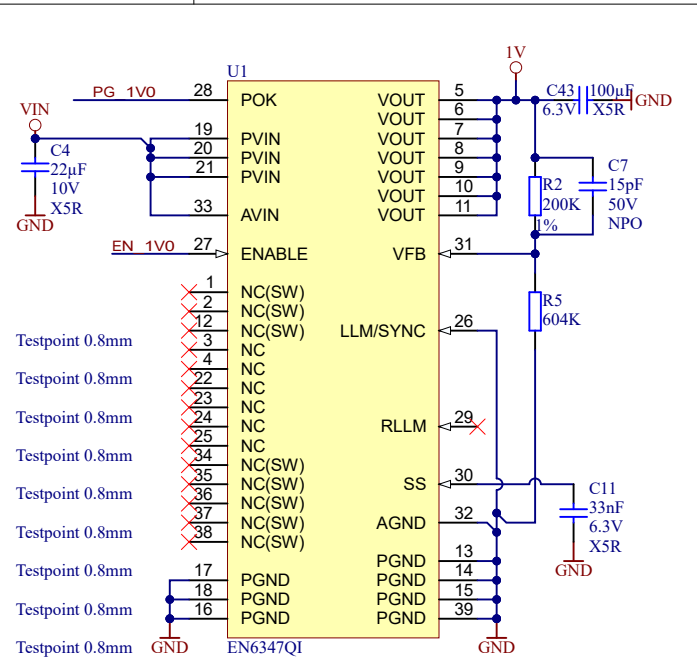 1V
U1
PG_1V0
28
POK
VOUT
5
C43
100µF
GND
6.3V
X5R
VIN
VOUT
6
19
PVIN
VOUT
7
C4
20
PVIN
VOUT
8
22µF
21
PVIN
VOUT
9
C7
10V
VOUT
10
R2
15pF
X5R
33
AVIN
VOUT
11
200K
50V
GND
1%
NPO
EN_1V0
27
ENABLE
VFB
31
1
NC(SW)
2
NC(SW)
R5
12
NC(SW)
LLM/SYNC
26
604K
Testpoint 0.8mm
3
NC
4
NC
Testpoint 0.8mm
22
NC
23
NC
Testpoint 0.8mm
24
NC
RLLM
29
25
NC
Testpoint 0.8mm
34
NC(SW)
35
NC(SW)
SS
30
C11
Testpoint 0.8mm
36
NC(SW)
33nF
37
NC(SW)
AGND
32
6.3V
Testpoint 0.8mm
38
NC(SW)
X5R
PGND
13
GND
Testpoint 0.8mm
17
PGND
PGND
14
18
PGND
PGND
15
Testpoint 0.8mm
16
PGND
PGND
39
Testpoint 0.8mm
GND
EN6347QI
GND